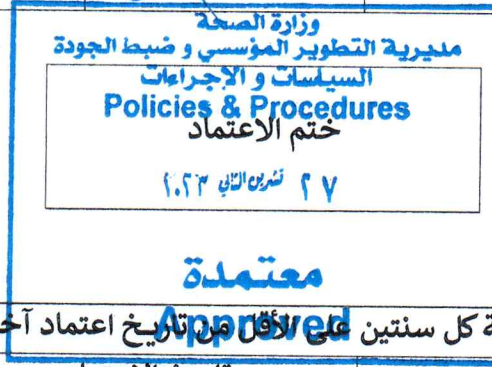 وزارة الصحة
مديرية التطوير المؤسسي و ضبط الجودة
السياسات و الإجراءات
Policies & Procedures
ختم الاعتماد
٢٧ تشرين الثاني ٢٠٢٣
معتمدة
Approved
ة كل سنتين على الأقل من تاريخ اعتماد آخ